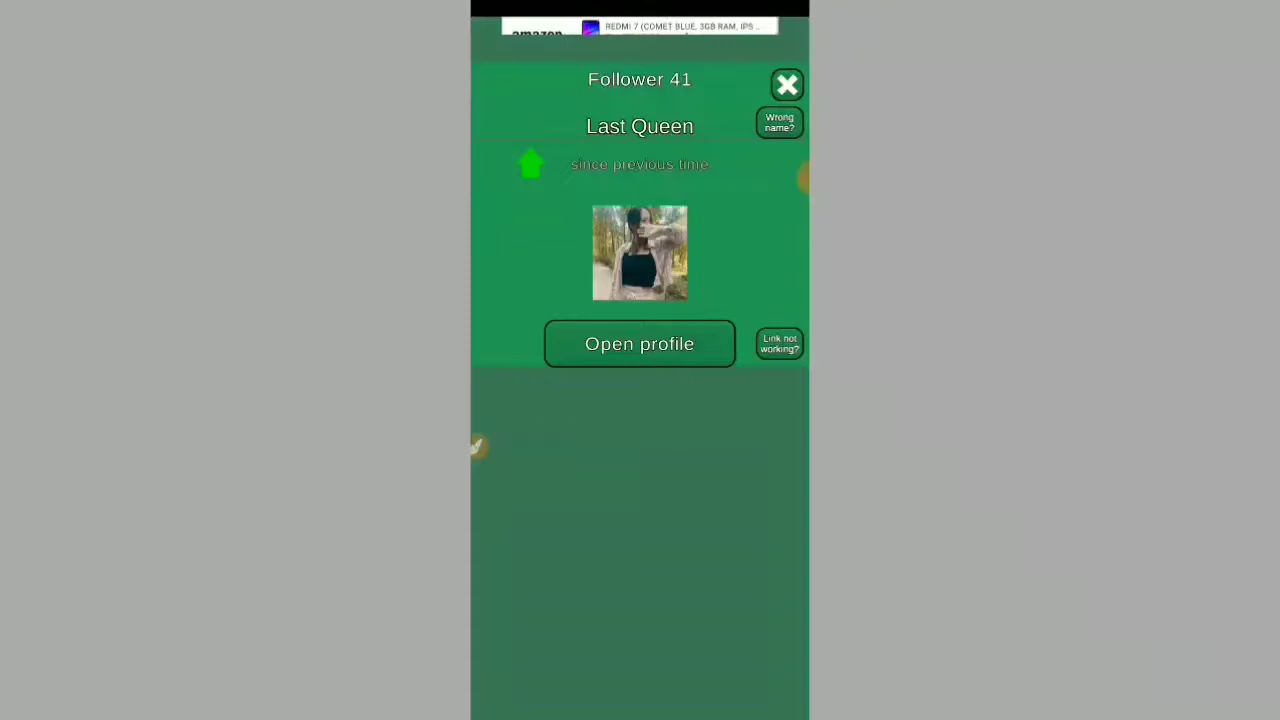 amazon
REDMI 7 (COMET BLUE, 3GB RAM, IPS ..
Follower 41
Last Queen
Wrong
name?
since previous time
Open profile
Link not
working?